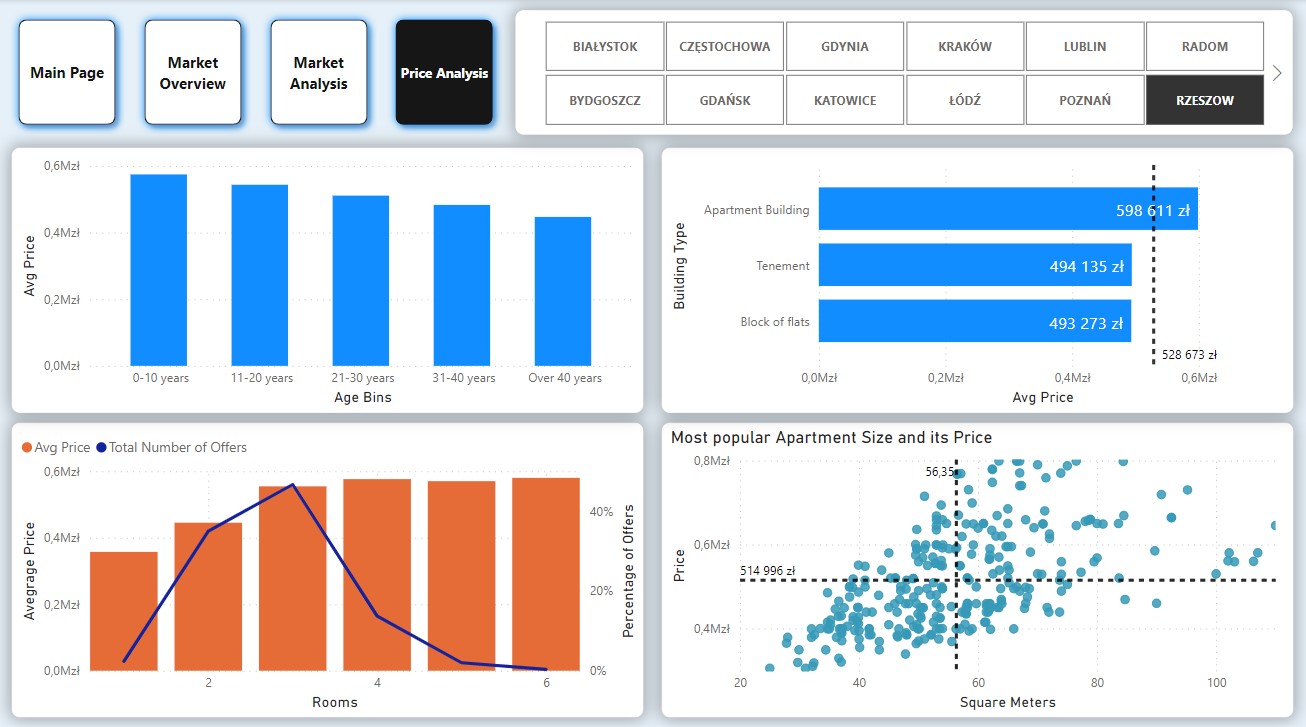 Main Page
Market
Overview
Market
Analysis
Price Analysis
BIAŁYSTOK
CZĘSTOCHOWA
GDYNIA
KRAKÓW
LUBLIN
RADOM
BYDGOSZCZ
GDAŃSK
KATOWICE
ŁÓDŹ
POZNAŃ
RZESZOW
Avg Price
0,6Mzł
0,4Mzł
0,2Mzł
0,0Mzł
0-10 years
11-20 years
21-30 years
31-40 years
Over 40 years
Age Bins
Building Type
Apartment Building
598 611 zł
Tenement
494 135 zł
Block of flats
493 273 zł
528 673 zł
0,0Mzł
0,2Mzł
0,4Mzł
0,6Mzł
Avg Price
Avg Price
Total Number of Offers
Avegrage Price
0,6Mzł
0,4Mzł
0,2Mzł
0,0Mzł
40%
20%
0%
Percentage of Offers
2
4
6
Rooms
Most popular Apartment Size and its Price
Price
0,8Mzł
0,6Mzł
0,4Mzł
56,35
514 996 zł
20
40
60
80
100
Square Meters